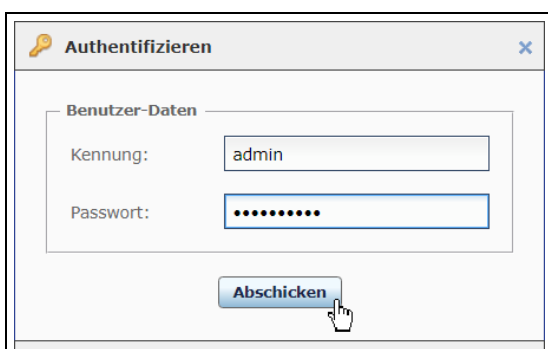 Authentifizieren
Benutzer-Daten
Kennung: admin
Passwort: ••••••••••
Abschicken